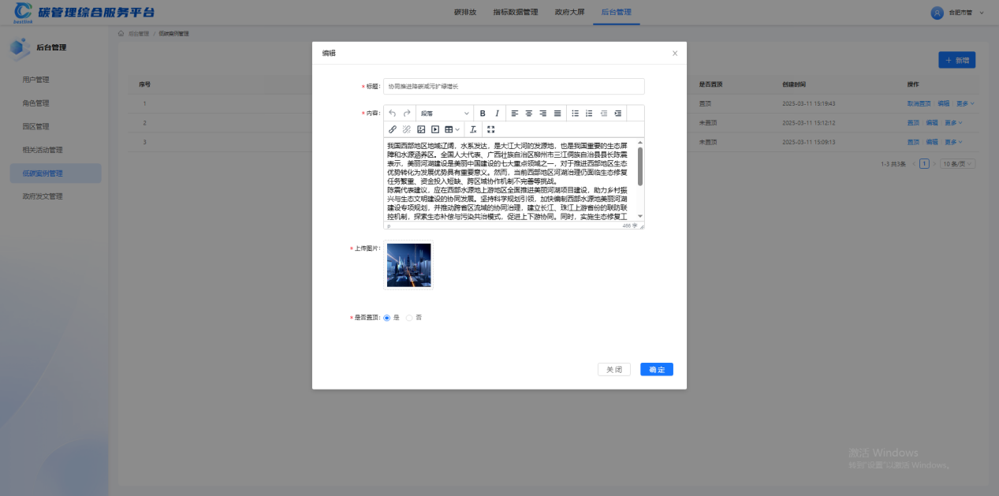 碳管理综合服务平台
bestlink
碳排放 指标数据管理 政府大屏 后台管理
合肥市管
后台管理
后台管理 / 低碳案例管理
用户管理
角色管理
园区管理
相关活动管理
低碳案例管理
政府发文管理
+ 新增
序号 是否置顶 创建时间 操作
1 置顶 2025-03-11 15:19:43 取消置顶 编辑 更多
2 未置顶 2025-03-11 15:12:12 置顶 编辑 更多
3 未置顶 2025-03-11 15:09:13 置顶 编辑 更多
1-3 共3条 < 1 > 10 条/页
编辑
* 标题: 协同推进降碳减污扩绿增长
* 内容: 段落 B I
我国西部地区地域辽阔，水系发达，是大江大河的发源地，也是我国重要的生态屏
障和水源涵养区。全国人大代表、广西壮族自治区柳州市三江侗族自治县县长陈震
表示，美丽河湖建设是美丽中国建设的七大重点领域之一，对于推进西部地区生态
优势转化为发展优势具有重要意义。然而，当前西部地区河湖治理仍面临生态修复
任务繁重、资金投入短缺、跨区域协作机制不完善等挑战。
陈震代表建议，应在西部水源地上游地区全面推进美丽河湖项目建设，助力乡村振
兴与生态文明建设的协同发展。坚持科学规划引领，加快编制西部水源地美丽河湖
建设专项规划，并推动跨省区流域的协同治理，建立长江、珠江上游省份的联防联
控机制，探索生态补偿与污染共治模式，促进上下游协同。同时，实施生态修复工
p 466 字
* 上传图片:
* 是否置顶: 是 否
关 闭 确 定
激活 Windows
转到"设置"以激活 Windows。